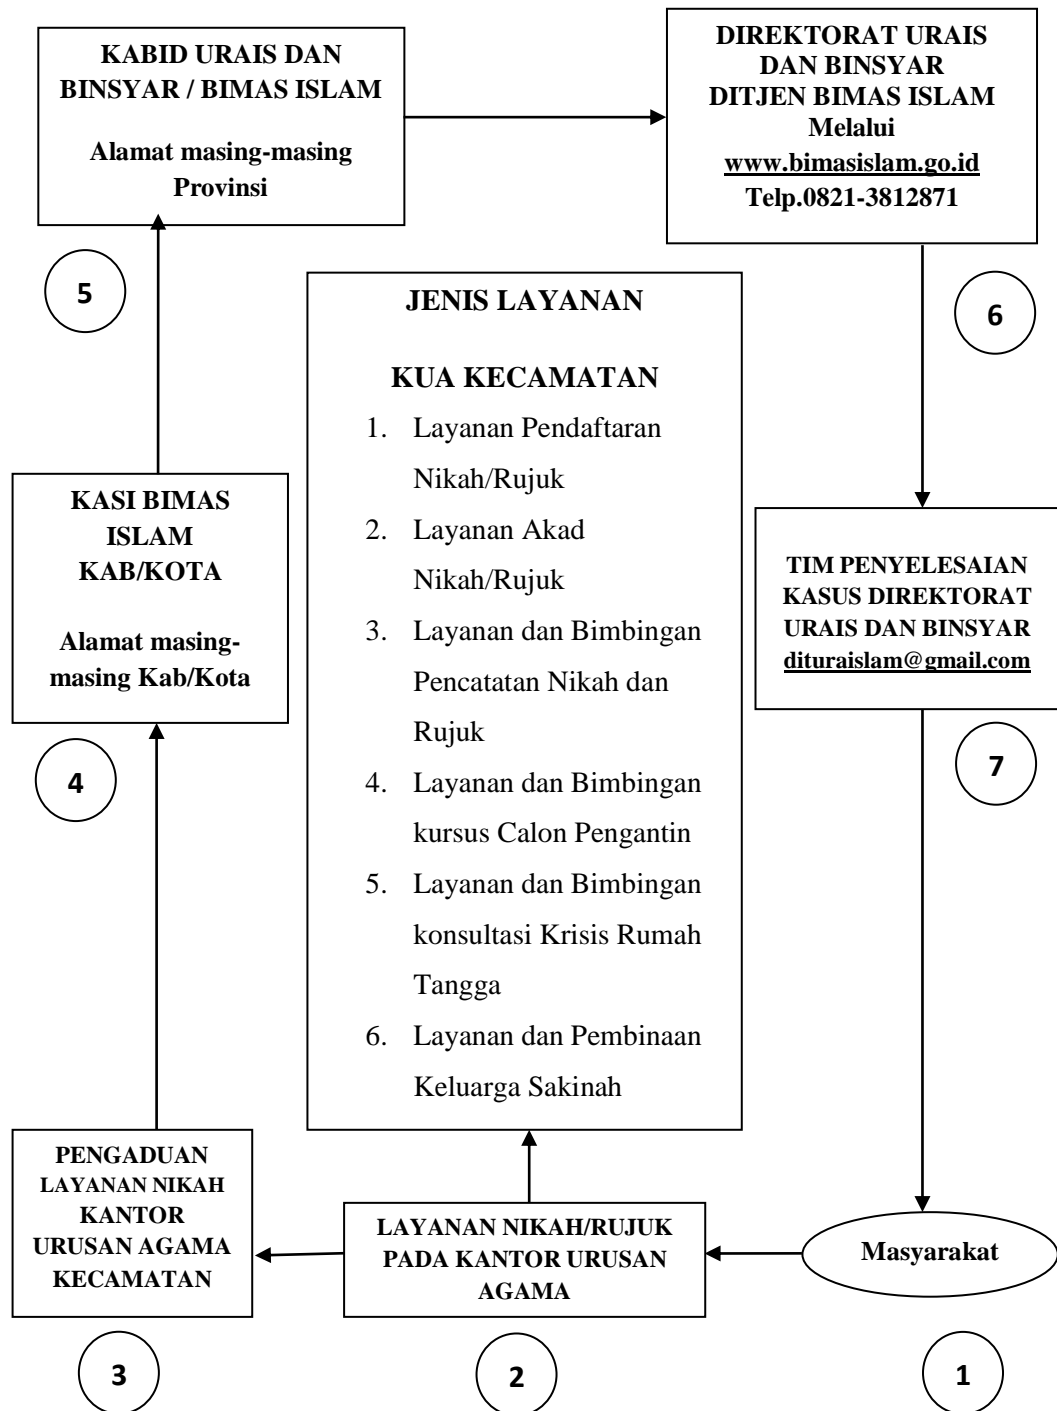 KABID URAIS DAN
BINSYAR / BIMAS ISLAM
Alamat masing-masing
Provinsi
DIREKTORAT URAIS
DAN BINSYAR
DITJEN BIMAS ISLAM
Melalui
www.bimasislam.go.id
Telp.0821-3812871
5
6
JENIS LAYANAN
KUA KECAMATAN
1. Layanan Pendaftaran
Nikah/Rujuk
2. Layanan Akad
Nikah/Rujuk
3. Layanan dan Bimbingan
Pencatatan Nikah dan
Rujuk
4. Layanan dan Bimbingan
kursus Calon Pengantin
5. Layanan dan Bimbingan
konsultasi Krisis Rumah
Tangga
6. Layanan dan Pembinaan
Keluarga Sakinah
KASI BIMAS
ISLAM
KAB/KOTA
Alamat masing-
masing Kab/Kota
TIM PENYELESAIAN
KASUS DIREKTORAT
URAIS DAN BINSYAR
dituraislam@gmail.com
4
7
PENGADUAN
LAYANAN NIKAH
KANTOR
URUSAN AGAMA
KECAMATAN
LAYANAN NIKAH/RUJUK
PADA KANTOR URUSAN
AGAMA
Masyarakat
3
2
1